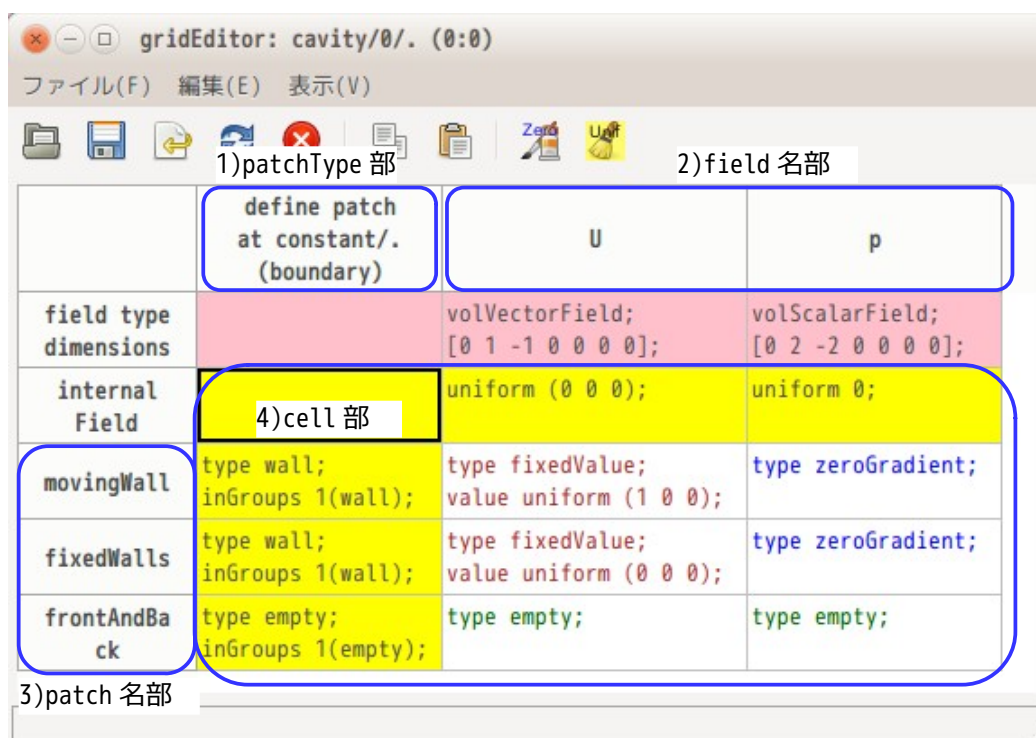 gridEditor: cavity/0/. (0:0)
ファイル(F) 編集(E) 表示(V)
Zero
Unif
1)patchType 部
2)field 名部
define patch
at constant/.
(boundary)
U
p
field type
dimensions
volVectorField;
[0 1 -1 0 0 0 0];
volScalarField;
[0 2 -2 0 0 0 0];
internal
Field
4)cell 部
uniform (0 0 0);
uniform 0;
movingWall
type wall;
inGroups 1(wall);
type fixedValue;
value uniform (1 0 0);
type zeroGradient;
fixedWalls
type wall;
inGroups 1(wall);
type fixedValue;
value uniform (0 0 0);
type zeroGradient;
frontAndBa
ck
type empty;
inGroups 1(empty);
type empty;
type empty;
3)patch 名部